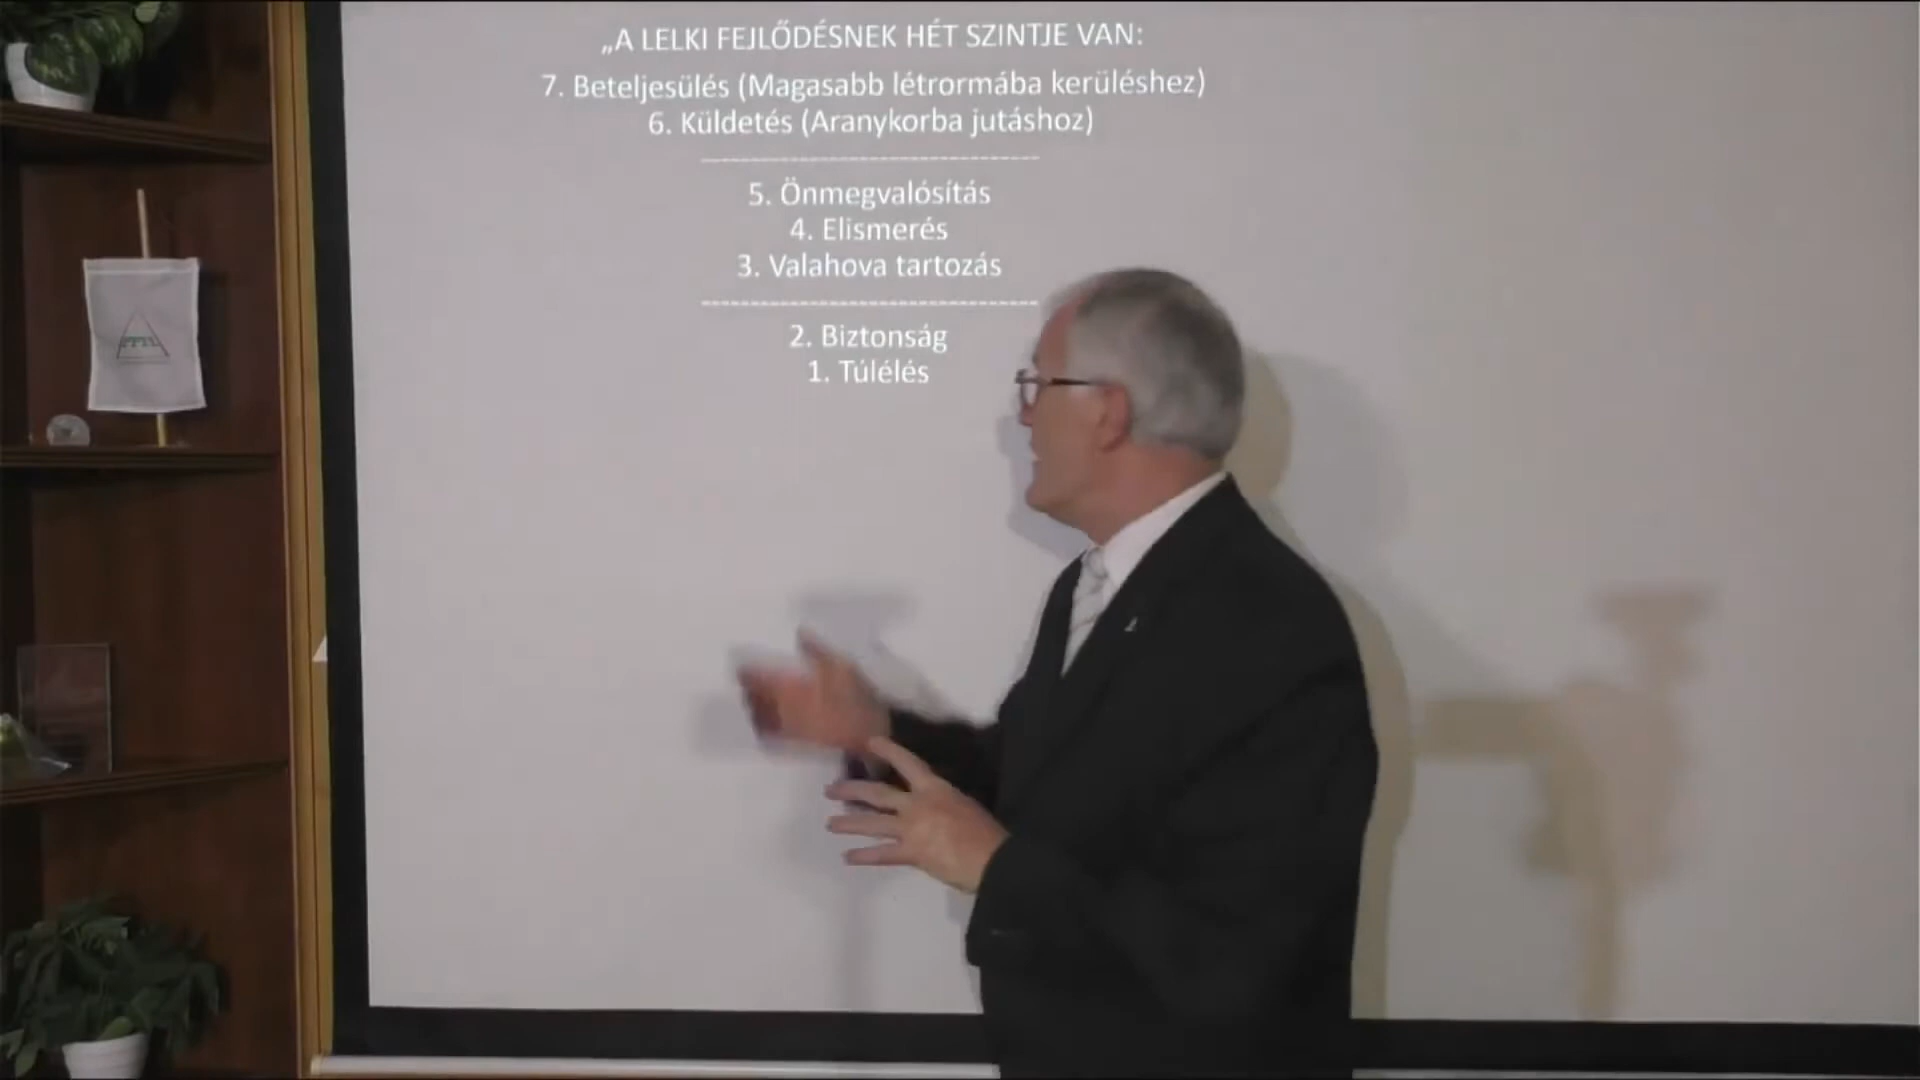 „A LELKI FEJLŐDÉSNEK HÉT SZINTJE VAN:
7. Beteljesülés (Magasabb létrormába kerüléshez)
6. Küldetés (Aranykorba jutáshoz)
---------------------------------
5. Önmegvalósítás
4. Elismerés
3. Valahova tartozás
---------------------------------
2. Biztonság
1. Túlélés